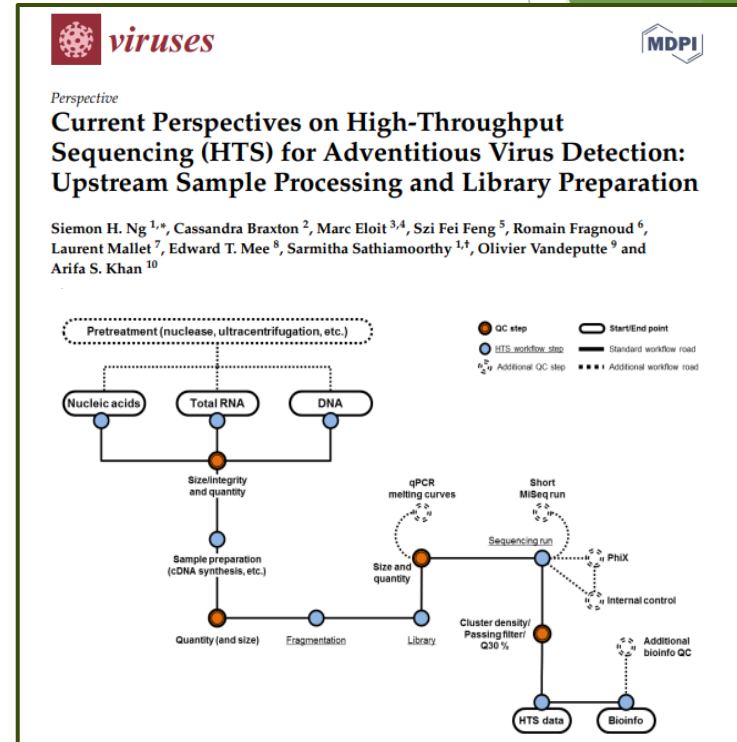 viruses
MDPI
Perspective
Current Perspectives on High-Throughput
Sequencing (HTS) for Adventitious Virus Detection:
Upstream Sample Processing and Library Preparation
Siemon H. Ng 1,*, Cassandra Braxton 2, Marc Eloit 3,4, Szi Fei Feng 5, Romain Fragnoud 6,
Laurent Mallet 7, Edward T. Mee 8, Sarmitha Sathiamoorthy 1,†, Olivier Vandeputte 9 and
Arifa S. Khan 10
Pretreatment (nuclease, ultracentrifugation, etc.)
QC step
Start/End point
HTS workflow step
Standard workflow road
Additional QC step
Additional workflow road
Nucleic acids
Total RNA
DNA
Size/integrity
and quantity
qPCR
melting curves
Short
MiSeq run
Sequencing run
Sample preparation
(cDNA synthesis, etc.)
Size and
quantity
PhiX
Internal control
Quantity (and size)
Fragmentation
Library
Cluster density/
Passing filter/
Q30 %
Additional
bioinfo QC
HTS data
Bioinfo